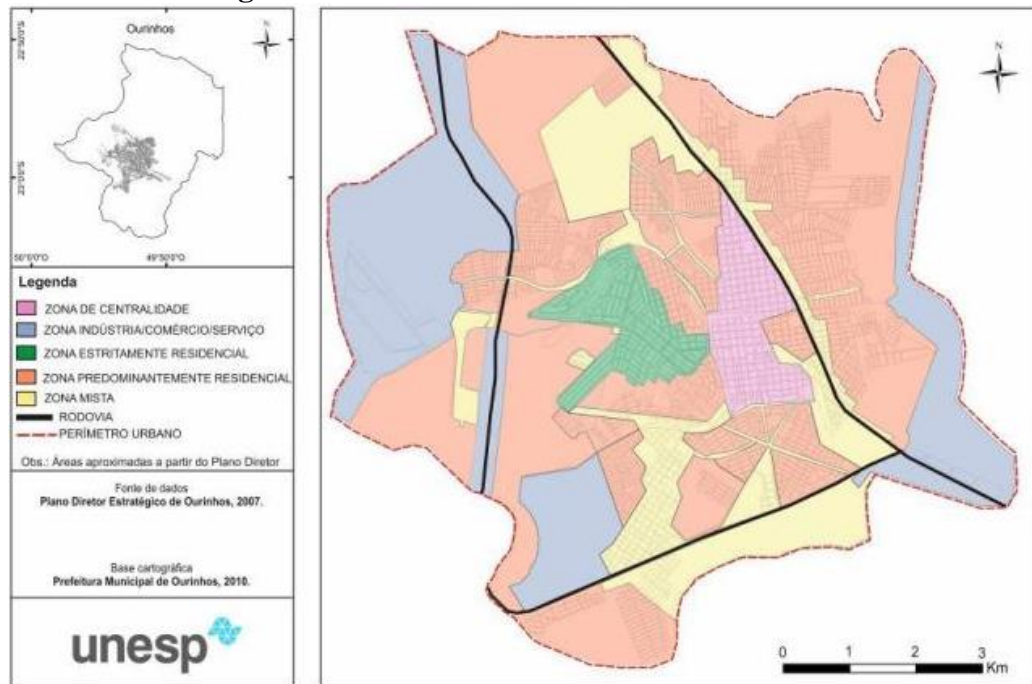 Ourinhos
N
22°50'0"S
23°0'0"S
50°0'0"O
49°50'0"O
Legenda
ZONA DE CENTRALIDADE
ZONA INDÚSTRIA/COMÉRCIO/SERVIÇO
ZONA ESTRITAMENTE RESIDENCIAL
ZONA PREDOMINANTEMENTE RESIDENCIAL
ZONA MISTA
RODOVIA
PERÍMETRO URBANO
Obs.: Áreas aproximadas a partir do Plano Diretor
Fonte de dados
Plano Diretor Estratégico de Ourinhos, 2007.
Base cartográfica
Prefeitura Municipal de Ourinhos, 2010.
unesp
N
0 1 2 3
Km